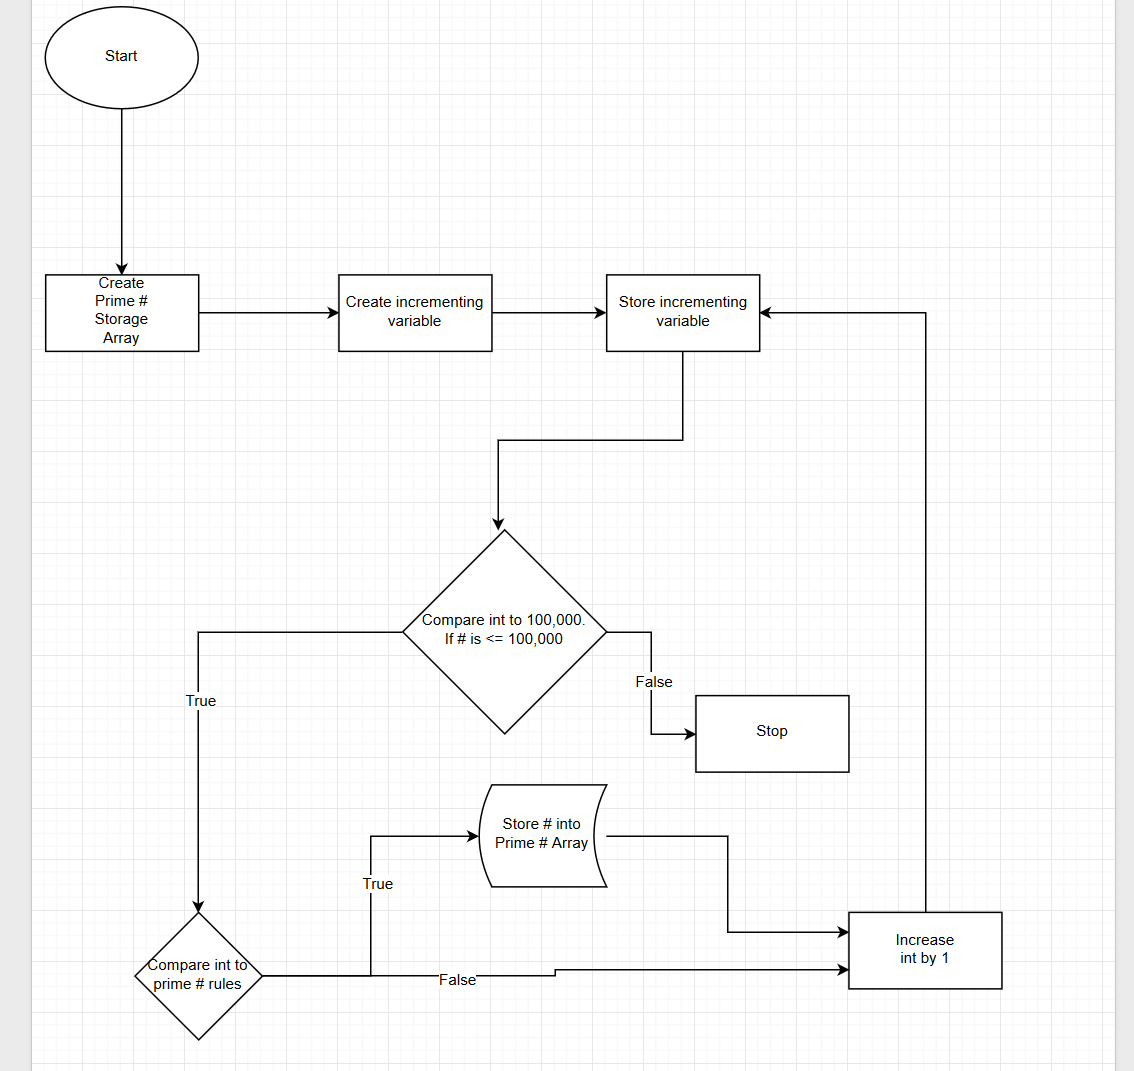 Start
Create
Prime #
Storage
Array
Create incrementing
variable
Store incrementing
variable
Compare int to 100,000.
If # is <= 100,000
True
False
Stop
Store # into
Prime # Array
True
Compare int to
prime # rules
False
Increase
int by 1